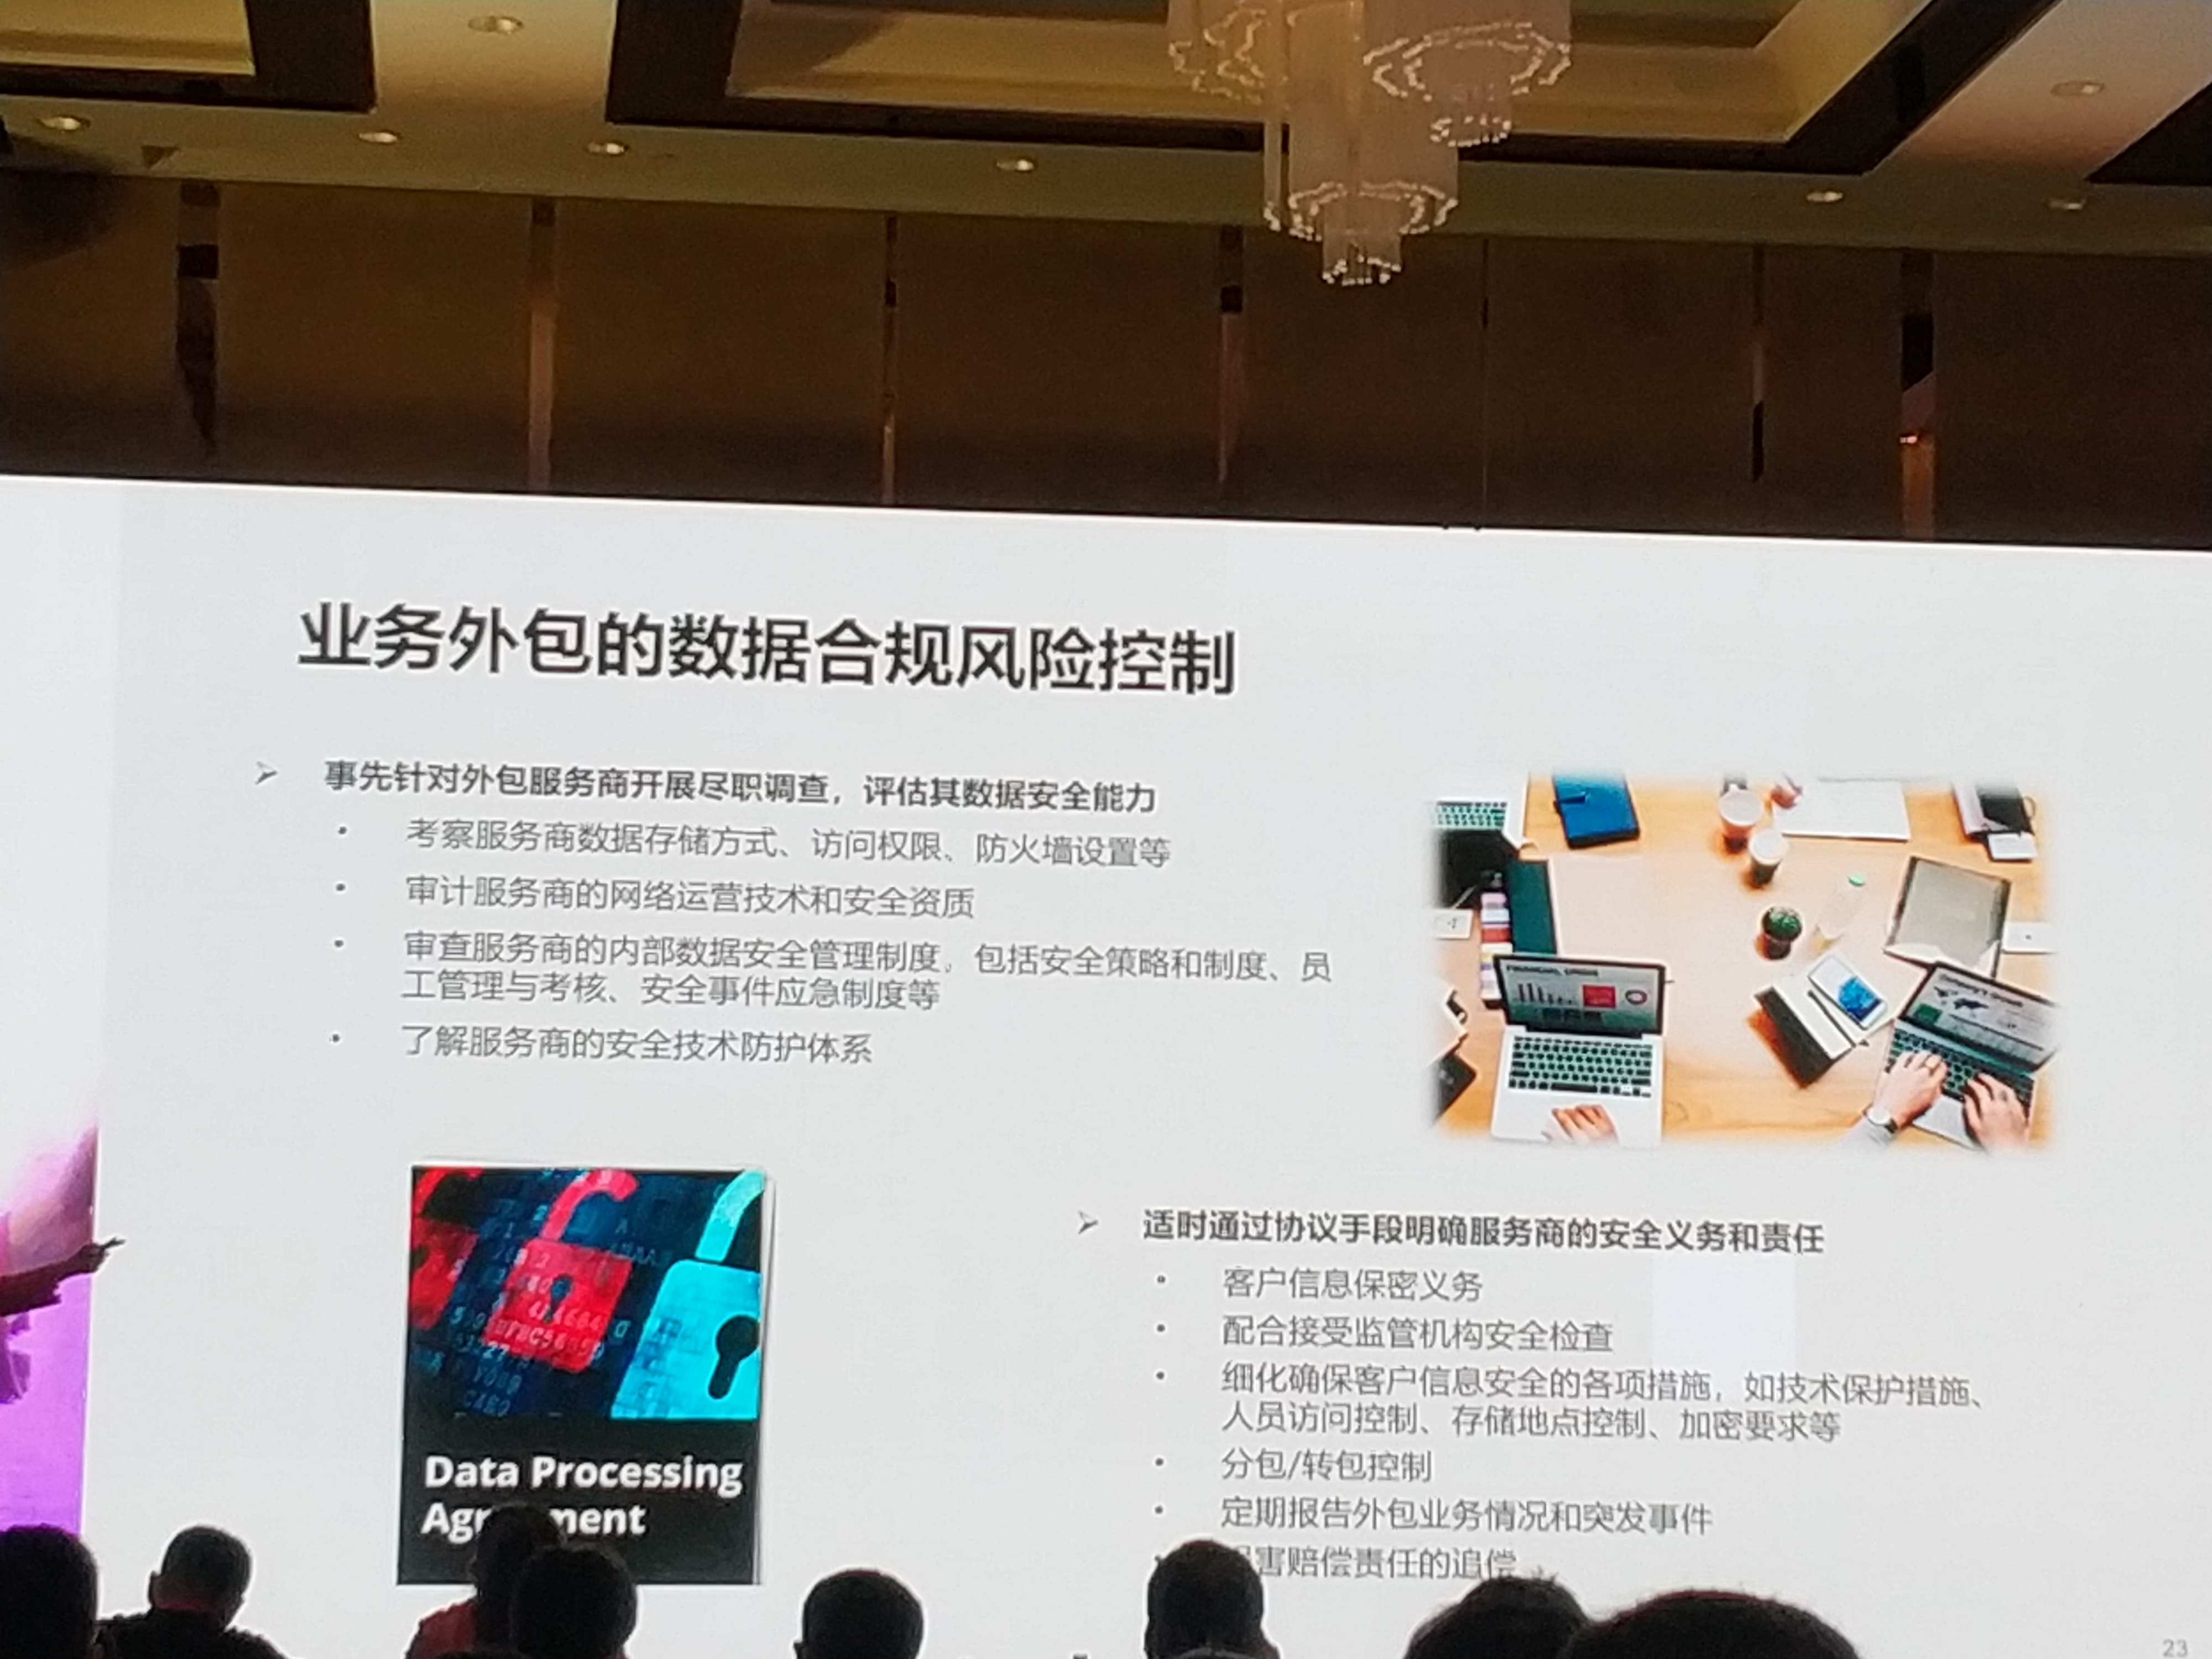 业务外包的数据合规风险控制
事先针对外包服务商开展尽职调查，评估其数据安全能力
考察服务商数据存储方式、访问权限、防火墙设置等
审计服务商的网络运营技术和安全资质
审查服务商的内部数据安全管理制度，包括安全策略和制度、员
工管理与考核、安全事件应急制度等
了解服务商的安全技术防护体系
Data Processing
适时通过协议手段明确服务商的安全义务和责任
客户信息保密义务
配合接受监管机构安全检查
细化确保客户信息安全的各项措施，如技术保护措施、
人员访问控制、存储地点控制、加密要求等
分包/转包控制
定期报告外包业务情况和突发事件
害赔偿责任的追偿
23